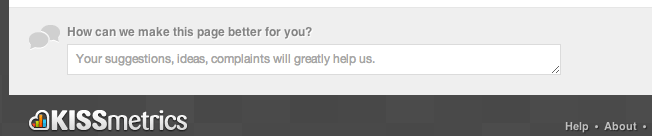 How can we make this page better for you?
Your suggestions, ideas, complaints will greatly help us.
KISSmetrics
Help • About •